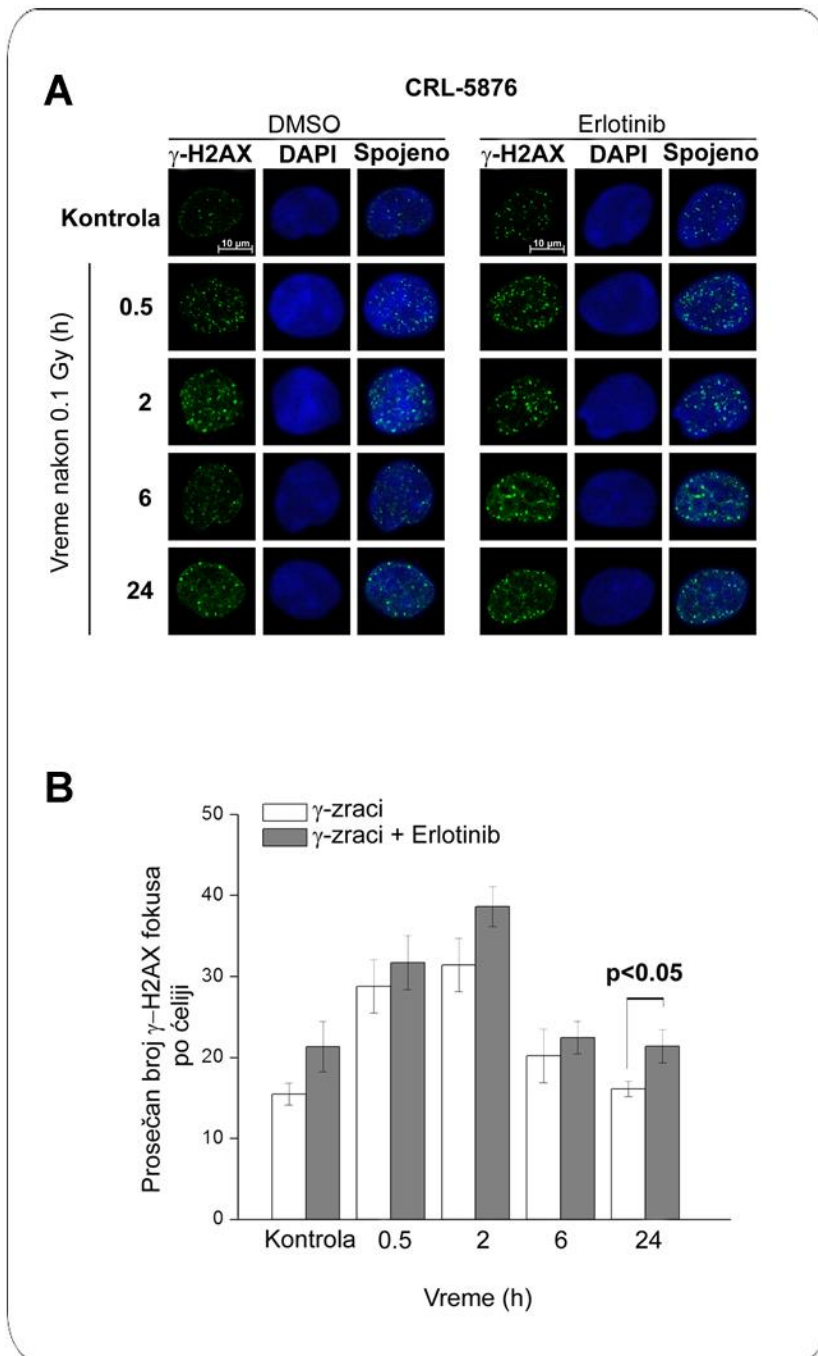 A
CRL-5876
DMSO
Erlotinib
γ-H2AX DAPI Spojeno
γ-H2AX DAPI Spojeno
Kontrola
10 µm
10 µm
Vreme nakon 0.1 Gy (h)
0.5
2
6
24
B
γ-zraci
γ-zraci + Erlotinib
Prosečan broj γ–H2AX fokusa
po ćeliji
50
40
30
20
10
0
p<0.05
Kontrola 0.5 2 6 24
Vreme (h)